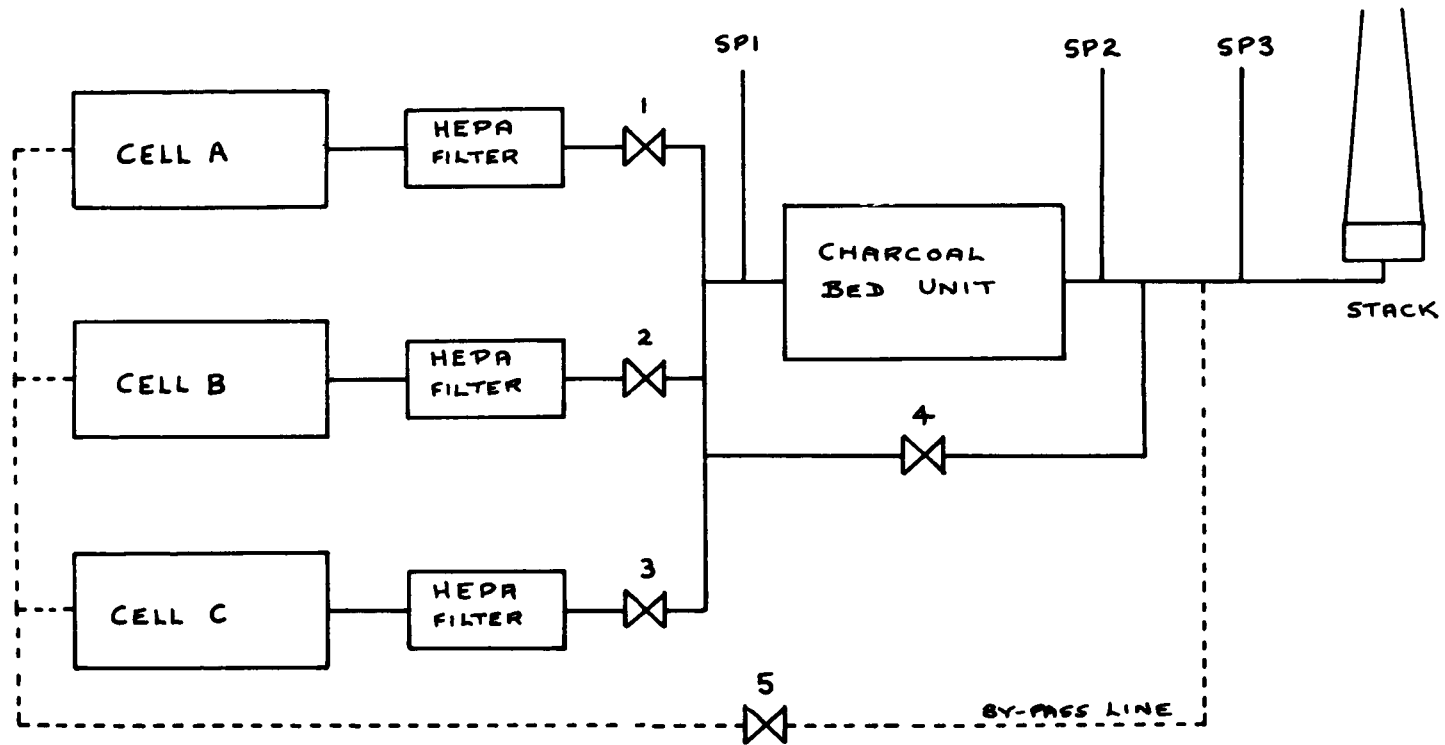 SP1
SP2
SP3
1
CELL A
HEPA
FILTER
CHARCOAL
BED UNIT
STACK
2
CELL B
HEPA
FILTER
4
3
CELL C
HEPA
FILTER
5
BY-PASS LINE